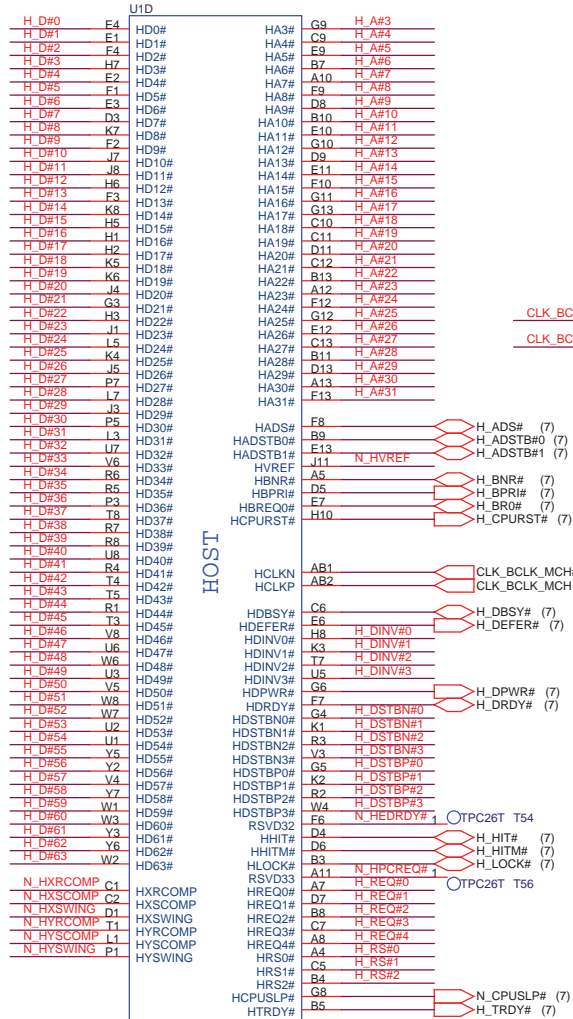 U1D
H_D#0 E4 HD0#
H_D#1 E1 HD1#
H_D#2 F4 HD2#
H_D#3 H7 HD3#
H_D#4 E2 HD4#
H_D#5 F1 HD5#
H_D#6 E3 HD6#
H_D#7 D3 HD7#
H_D#8 K7 HD8#
H_D#9 F2 HD9#
H_D#10 J7 HD10#
H_D#11 J8 HD11#
H_D#12 H6 HD12#
H_D#13 F3 HD13#
H_D#14 K8 HD14#
H_D#15 H5 HD15#
H_D#16 H1 HD16#
H_D#17 H2 HD17#
H_D#18 K5 HD18#
H_D#19 K6 HD19#
H_D#20 J4 HD20#
H_D#21 G3 HD21#
H_D#22 H3 HD22#
H_D#23 J1 HD23#
H_D#24 L5 HD24#
H_D#25 K4 HD25#
H_D#26 J5 HD26#
H_D#27 P7 HD27#
H_D#28 L7 HD28#
H_D#29 J3 HD29#
H_D#30 P5 HD30#
H_D#31 L3 HD31#
H_D#32 U7 HD32#
H_D#33 V6 HD33#
H_D#34 R6 HD34#
H_D#35 R5 HD35#
H_D#36 P3 HD36#
H_D#37 T8 HD37#
H_D#38 R7 HD38#
H_D#39 R8 HD39#
H_D#40 U8 HD40#
H_D#41 R4 HD41#
H_D#42 T4 HD42#
H_D#43 T5 HD43#
H_D#44 R1 HD44#
H_D#45 T3 HD45#
H_D#46 V8 HD46#
H_D#47 U6 HD47#
H_D#48 W6 HD48#
H_D#49 U3 HD49#
H_D#50 V5 HD50#
H_D#51 W8 HD51#
H_D#52 W7 HD52#
H_D#53 U2 HD53#
H_D#54 U1 HD54#
H_D#55 Y5 HD55#
H_D#56 Y2 HD56#
H_D#57 V4 HD57#
H_D#58 Y7 HD58#
H_D#59 W1 HD59#
H_D#60 W3 HD60#
H_D#61 Y3 HD61#
H_D#62 Y6 HD62#
H_D#63 W2 HD63#
N_HXRCOMP C1 HXRCOMP
N_HXSCOMP C2 HXSCOMP
N_HXSWING D1 HXSWING
N_HYRCOMP T1 HYRCOMP
N_HYSCOMP L1 HYSCOMP
N_HYSWING P1 HYSWING
HOST
HA3# G9 H_A#3
HA4# C9 H_A#4
HA5# E9 H_A#5
HA6# B7 H_A#6
HA7# A10 H_A#7
HA8# F9 H_A#8
HA9# D8 H_A#9
HA10# B10 H_A#10
HA11# E10 H_A#11
HA12# G10 H_A#12
HA13# D9 H_A#13
HA14# E11 H_A#14
HA15# F10 H_A#15
HA16# G11 H_A#16
HA17# G13 H_A#17
HA18# C10 H_A#18
HA19# C11 H_A#19
HA20# D11 H_A#20
HA21# C12 H_A#21
HA22# B13 H_A#22
HA23# A12 H_A#23
HA24# F12 H_A#24
HA25# G12 H_A#25
HA26# E12 H_A#26
HA27# C13 H_A#27
HA28# B11 H_A#28
HA29# D13 H_A#29
HA30# A13 H_A#30
HA31# F13 H_A#31
HADS# F8 H_ADS# (7)
HADSTB0# B9 H_ADSTB#0 (7)
HADSTB1# E13 H_ADSTB#1 (7)
HVREF J11 N_HVREF
HBNR# A5 H_BNR# (7)
HBPRI# D5 H_BPRI# (7)
HBREQ0# E7 H_BR0# (7)
HCPURST# H10 H_CPURST# (7)
HCLKN AB1 CLK_BCLK_MCH#
HCLKP AB2 CLK_BCLK_MCH
HDBSY# C6 H_DBSY# (7)
HDEFER# E6 H_DEFER# (7)
HDINV0# H8 H_DINV#0
HDINV1# K3 H_DINV#1
HDINV2# T7 H_DINV#2
HDINV3# U5 H_DINV#3
HDPWR# G6 H_DPWR# (7)
HDRDY# F7 H_DRDY# (7)
HDSTBN0# G4 H_DSTBN#0
HDSTBN1# K1 H_DSTBN#1
HDSTBN2# R3 H_DSTBN#2
HDSTBN3# V3 H_DSTBN#3
HDSTBP0# G5 H_DSTBP#0
HDSTBP1# K2 H_DSTBP#1
HDSTBP2# R2 H_DSTBP#2
HDSTBP3# W4 H_DSTBP#3
RSVD32 F6 N_HEDRDY# 1 TPC26T T54
HHIT# D4 H_HIT# (7)
HHITM# D6 H_HITM# (7)
HLOCK# B3 H_LOCK# (7)
RSVD33 A11 N_HPCREQ# 1 TPC26T T56
HREQ0# A7 H_REQ#0
HREQ1# D7 H_REQ#1
HREQ2# B8 H_REQ#2
HREQ3# C7 H_REQ#3
HREQ4# A8 H_REQ#4
HRS0# A4 H_RS#0
HRS1# C5 H_RS#1
HRS2# B4 H_RS#2
HCPUSLP# G8 N_CPUSLP# (7)
HTRDY# B5 H_TRDY# (7)
CLK_BC
CLK_BC